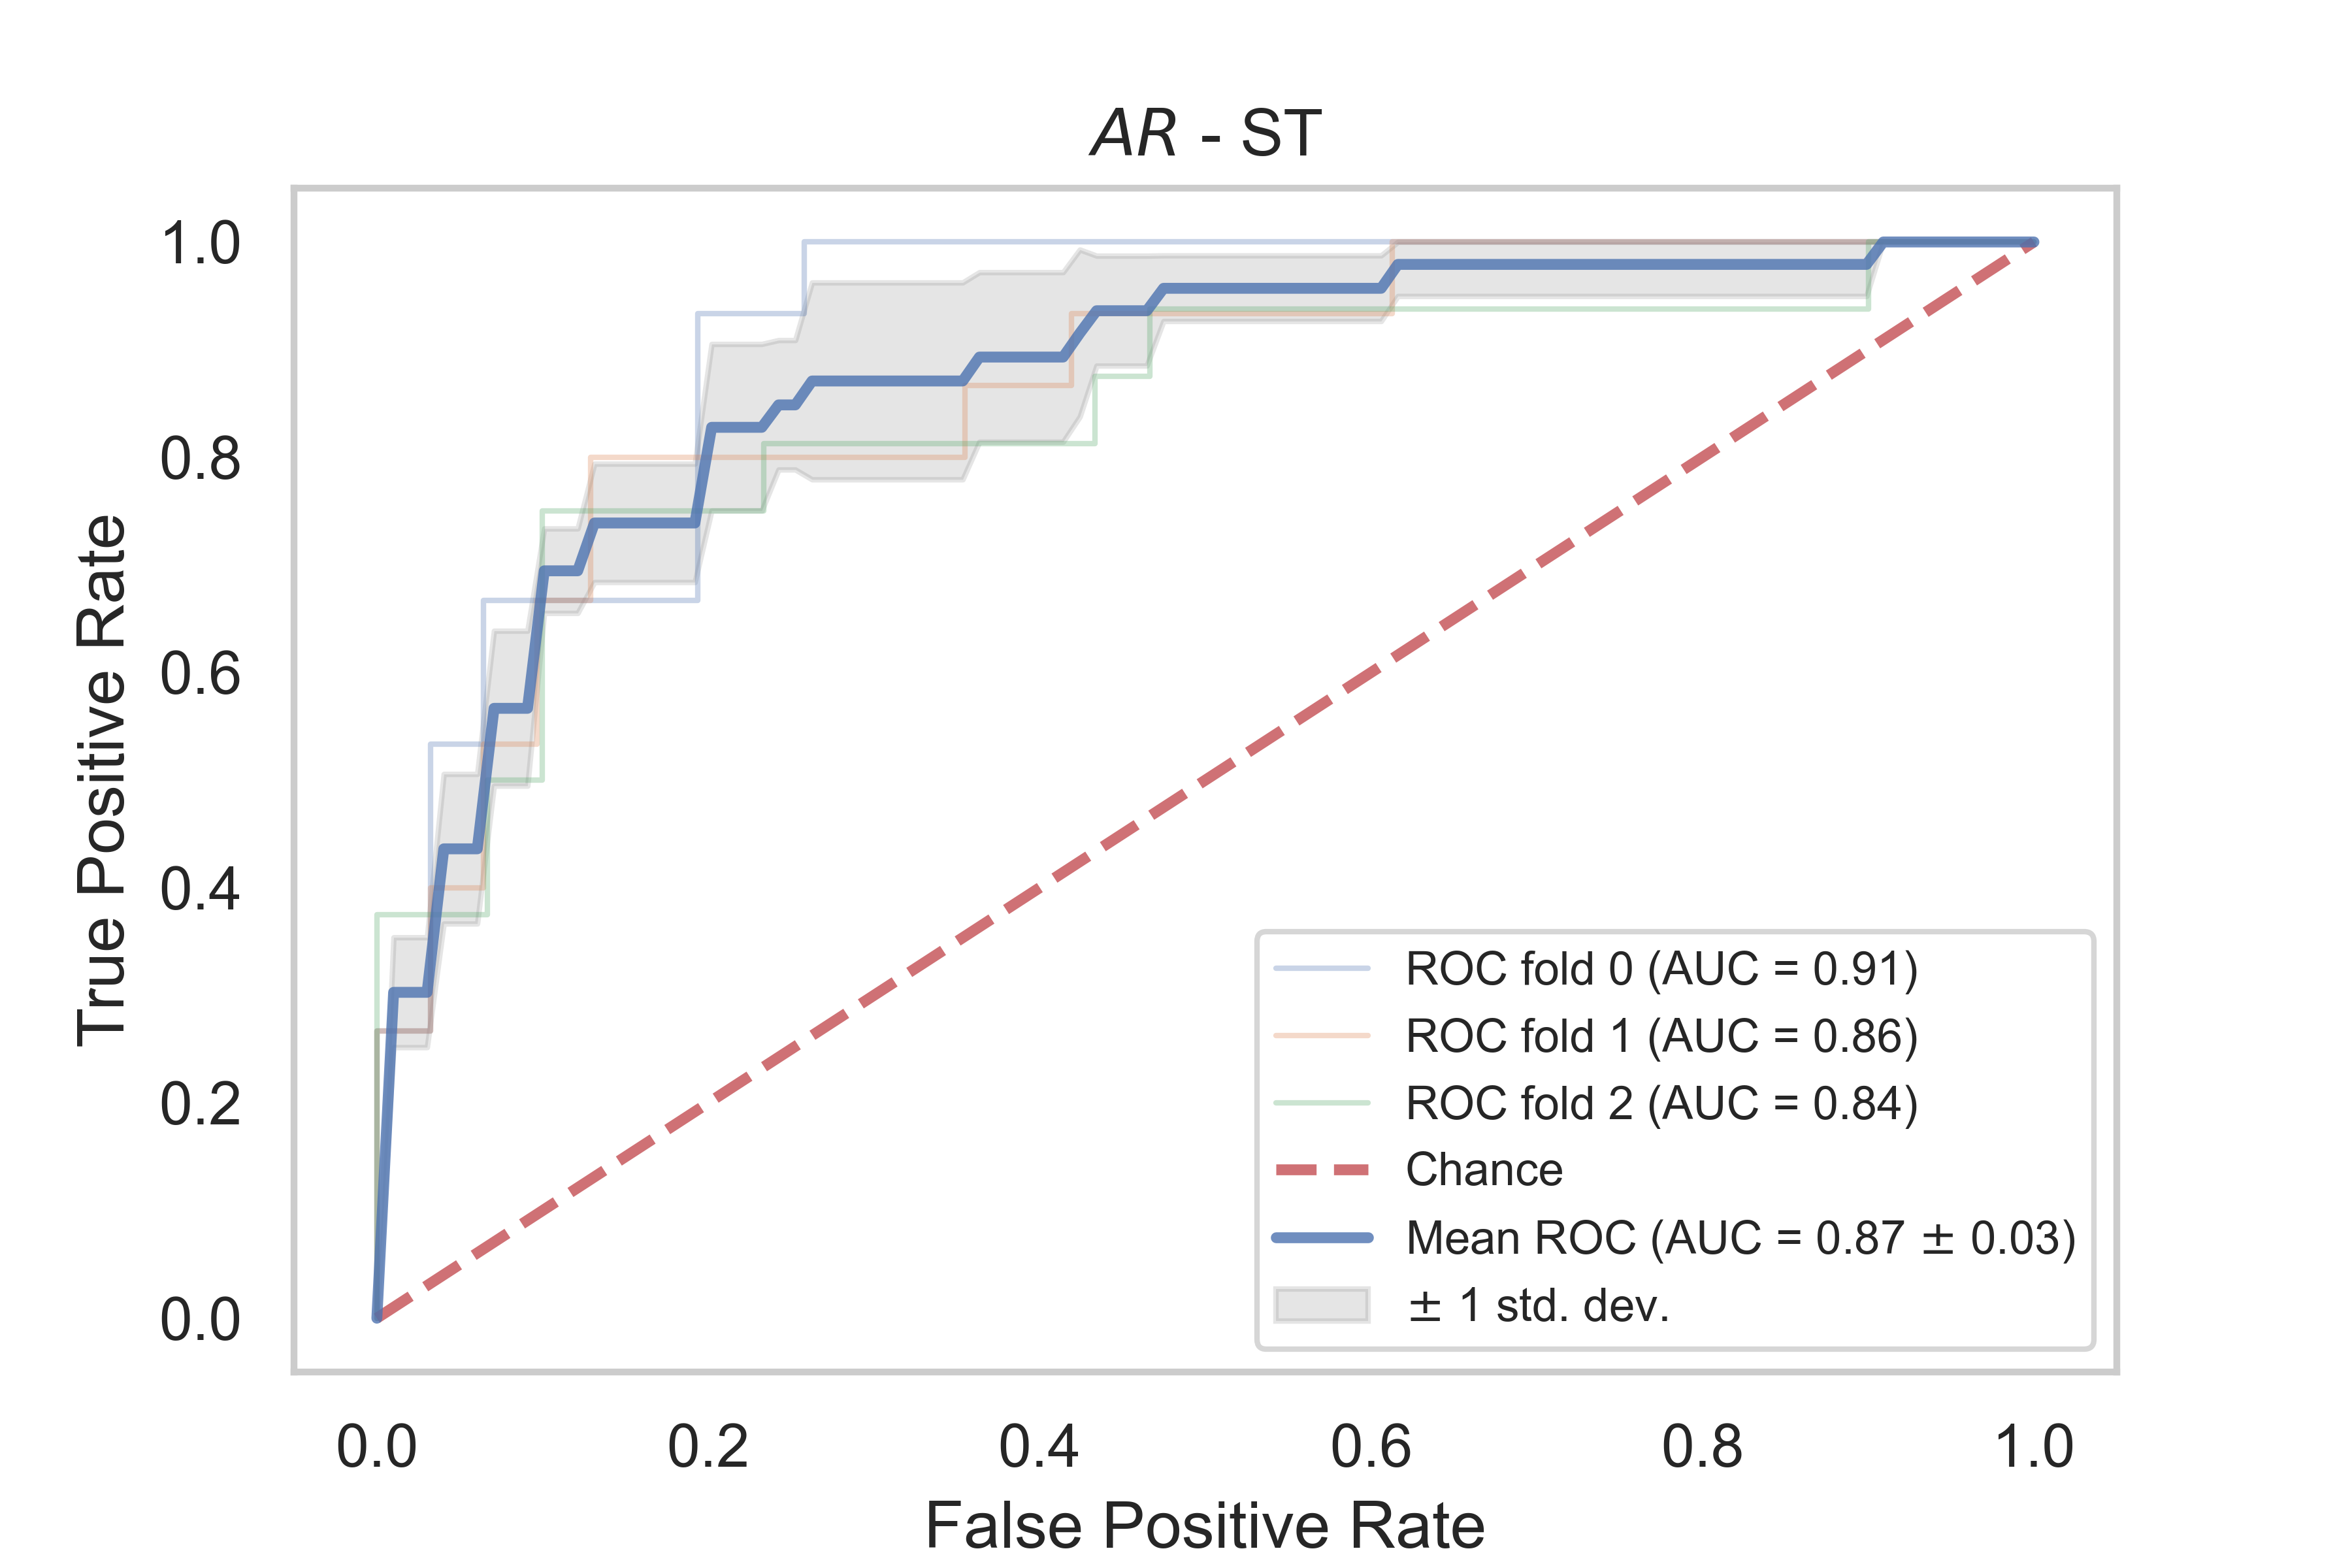 AR - ST
True Positive Rate
1.0
0.8
0.6
0.4
0.2
0.0
ROC fold 0 (AUC = 0.91)
ROC fold 1 (AUC = 0.86)
ROC fold 2 (AUC = 0.84)
Chance
Mean ROC (AUC = 0.87 ± 0.03)
± 1 std. dev.
0.0 0.2 0.4 0.6 0.8 1.0
False Positive Rate